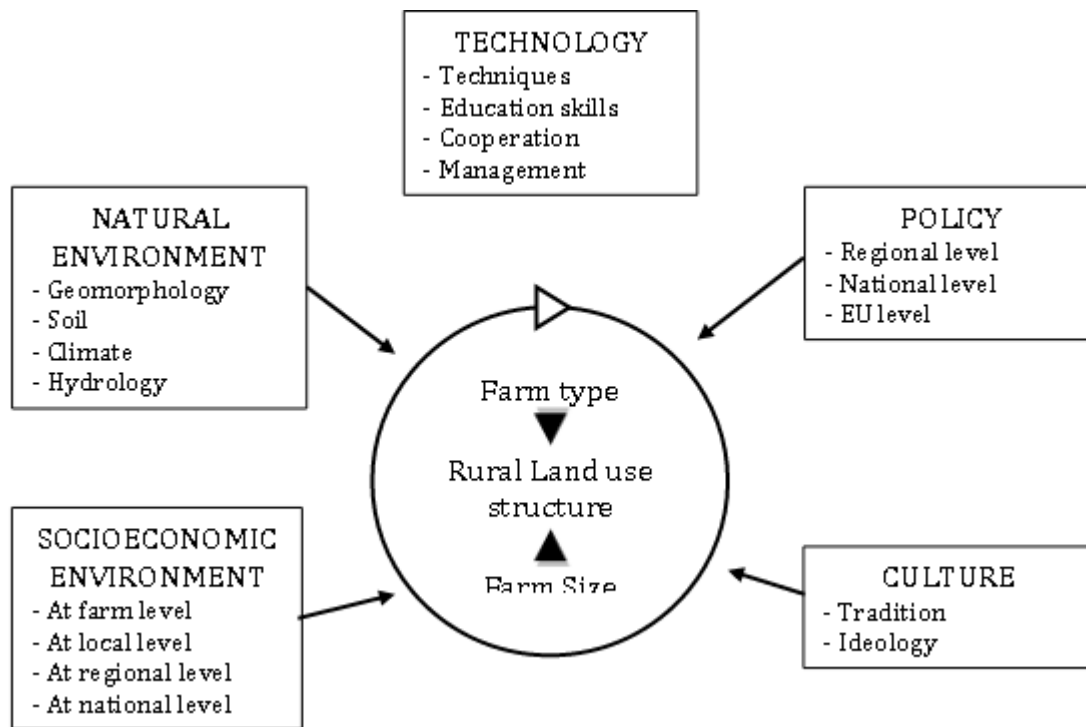 TECHNOLOGY
- Techniques
- Education skills
- Cooperation
- Management
NATURAL
ENVIRONMENT
- Geomorphology
- Soil
- Climate
- Hydrology
POLICY
- Regional level
- National level
- EU level
Farm type
Rural Land use
structure
Farm Size
SOCIOECONOMIC
ENVIRONMENT
- At farm level
- At local level
- At regional level
- At national level
CULTURE
- Tradition
- Ideology